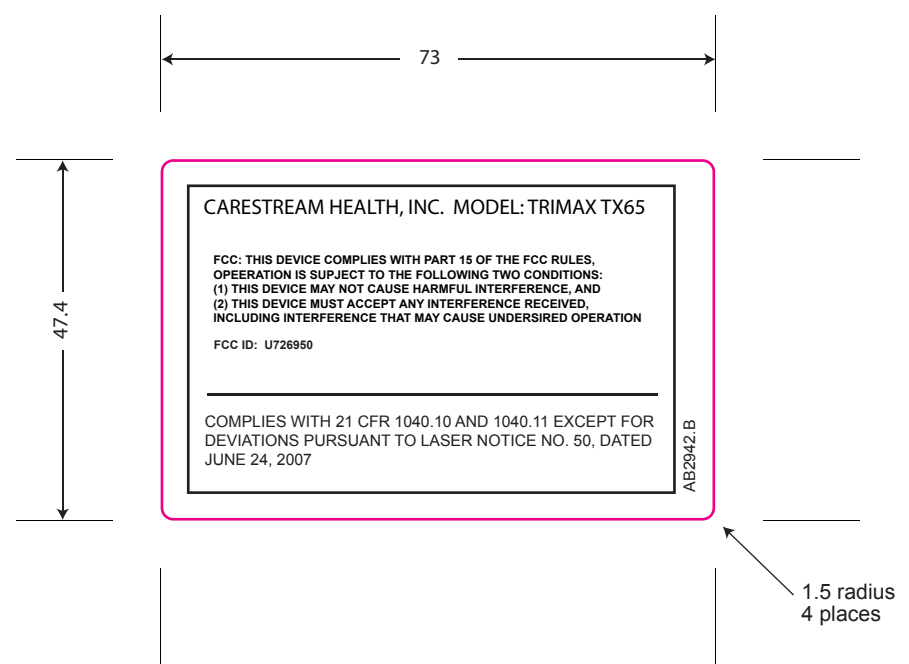 73
47.4
CARESTREAM HEALTH, INC.  MODEL: TRIMAX TX65
FCC: THIS DEVICE COMPLIES WITH PART 15 OF THE FCC RULES,
OPEERATION IS SUPJECT TO THE FOLLOWING TWO CONDITIONS:
(1) THIS DEVICE MAY NOT CAUSE HARMFUL INTERFERENCE, AND
(2) THIS DEVICE MUST ACCEPT ANY INTERFERENCE RECEIVED,
INCLUDING INTERFERENCE THAT MAY CAUSE UNDERSIRED OPERATION
FCC ID:  U726950
COMPLIES WITH 21 CFR 1040.10 AND 1040.11 EXCEPT FOR
DEVIATIONS PURSUANT TO LASER NOTICE NO. 50, DATED
JUNE 24, 2007
AB2942.B
1.5 radius
4 places